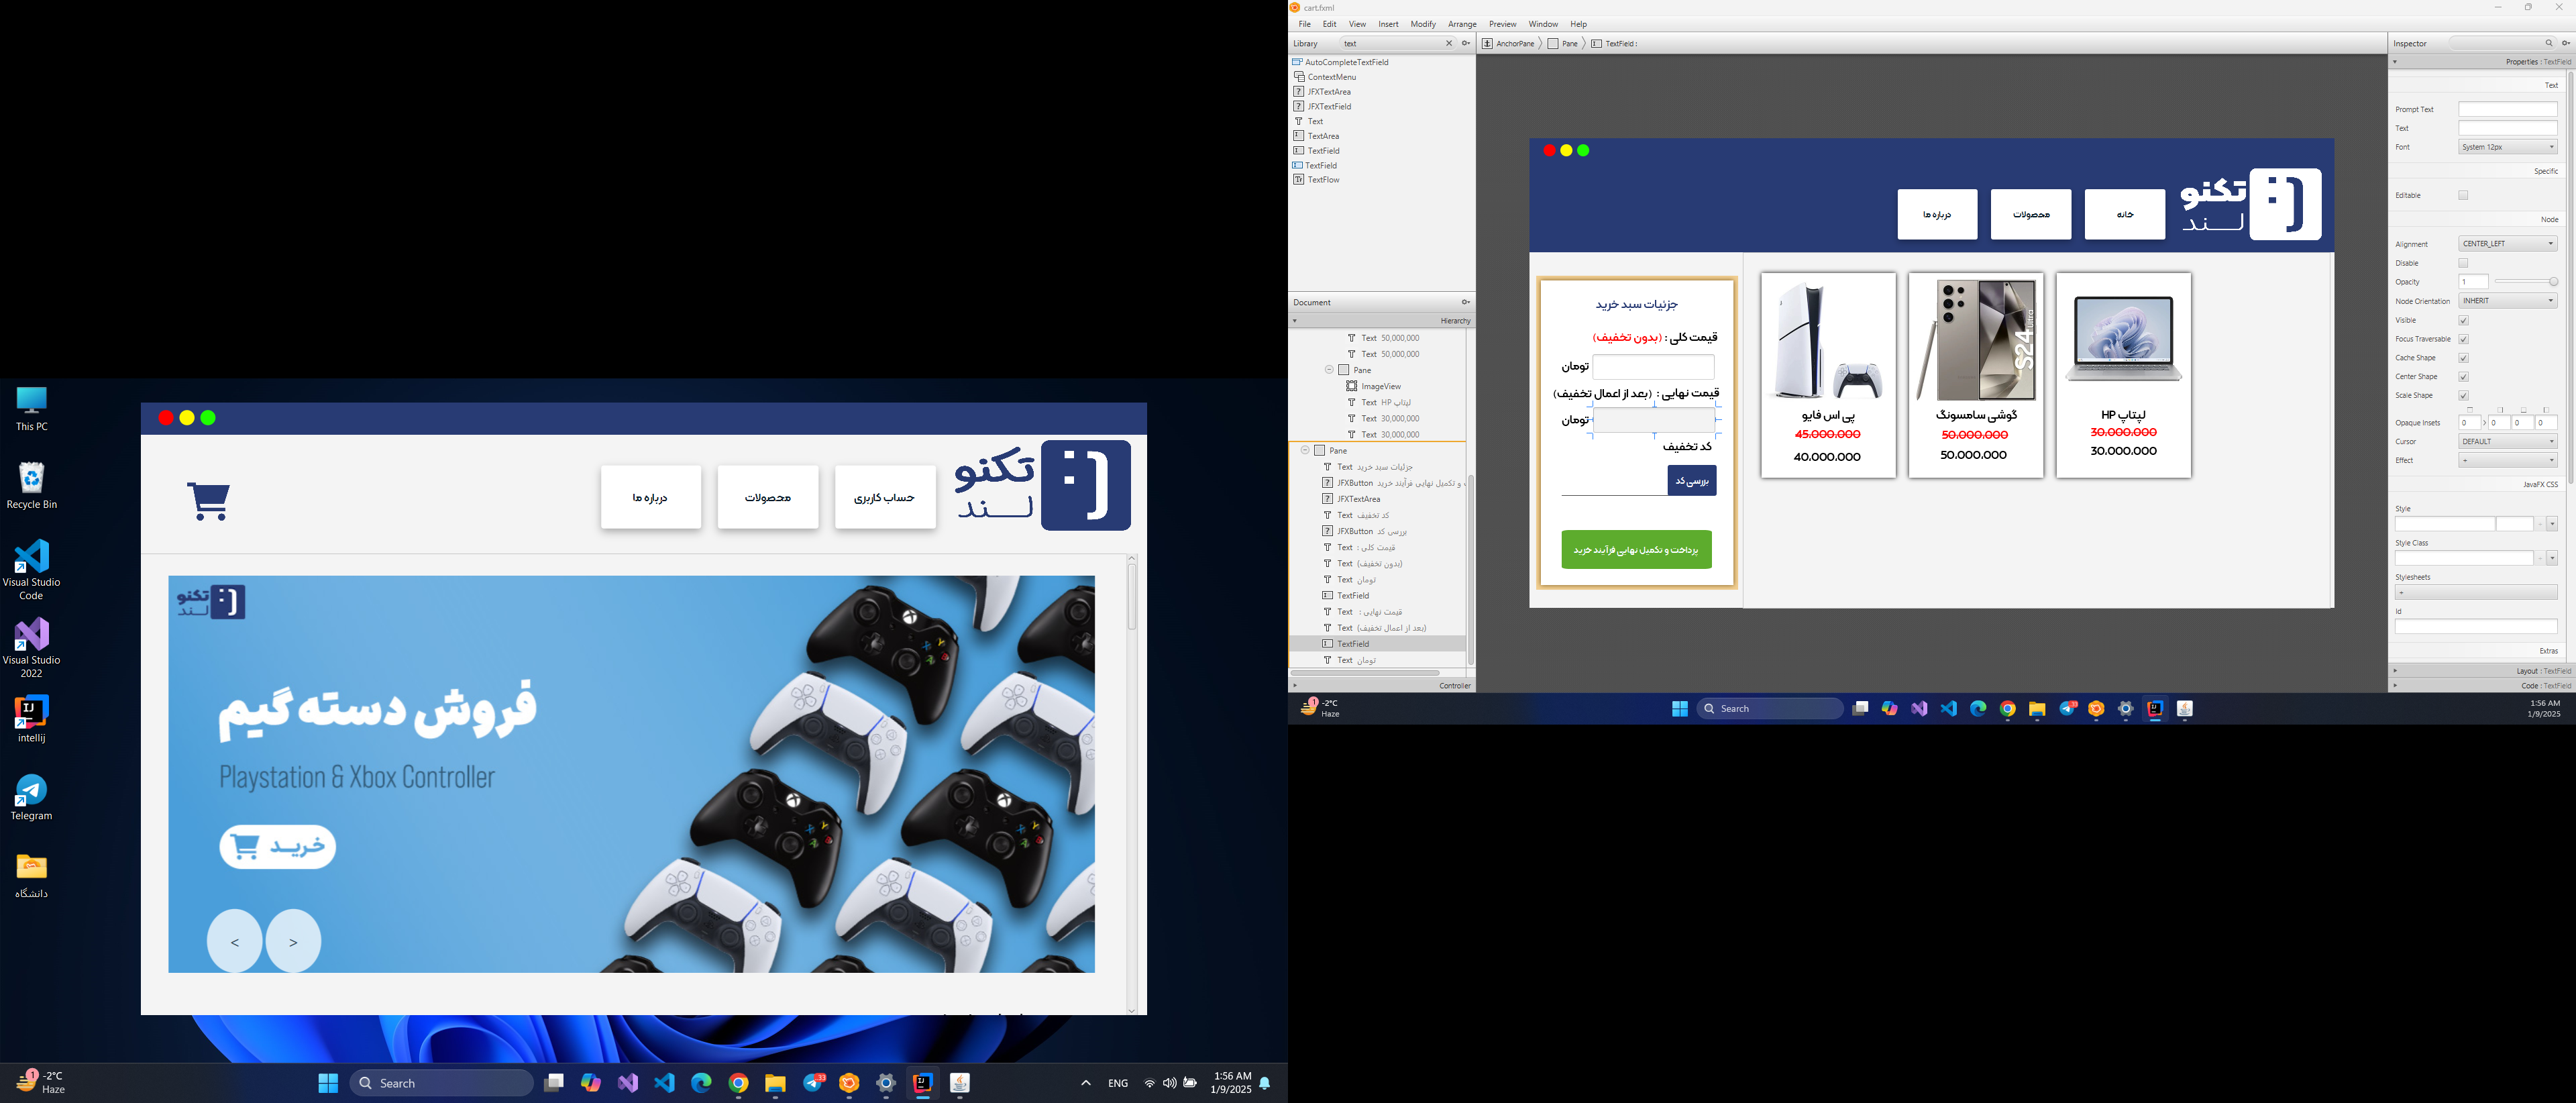 This PC
Recycle Bin
Visual Studio
Code
Visual Studio
2022
intellij
Telegram
دانشگاه
تکنو
لند
حساب کاربری
محصولات
درباره ما
تکنو
لند
فروش دسته گیم
Playstation & Xbox Controller
خرید
< >
1
-2°C
Haze
Search
33
ENG
1:56 AM
1/9/2025
cart.fxml
File Edit View Insert Modify Arrange Preview Window Help
Library
text
AnchorPane
Pane
TextField :
AutoCompleteTextField
ContextMenu
JFXTextArea
JFXTextField
Text
TextArea
TextField
TextField
TextFlow
Document
Hierarchy
Text 50,000,000
Text 50,000,000
Pane
ImageView
Text لپتاپ HP
Text 30,000,000
Text 30,000,000
Pane
Text جزئیات سبد خرید
JFXButton ت و تکمیل نهایی فرآیند خرید
JFXTextArea
Text کد تخفیف
JFXButton بررسی کد
Text قیمت کلی :
Text (بدون تخفیف)
Text تومان
TextField
Text قیمت نهایی :
Text (بعد از اعمال تخفیف)
TextField
Text تومان
Controller
تکنو
لند
خانه
محصولات
درباره ما
جزئیات سبد خرید
قیمت کلی : (بدون تخفیف)
تومان
قیمت نهایی : (بعد از اعمال تخفیف)
تومان
کد تخفیف
بررسی کد
پرداخت و تکمیل نهایی فرآیند خرید
پی اس فایو
45.000.000
40.000.000
S24 Ultra
گوشی سامسونگ
50.000.000
50.000.000
لپتاپ HP
30.000.000
30.000.000
Inspector
Properties : TextField
Text
Prompt Text
Text
Font System 12px
Specific
Editable
Node
Alignment CENTER_LEFT
Disable
Opacity 1
Node Orientation INHERIT
Visible
Focus Traversable
Cache Shape
Center Shape
Scale Shape
Opaque Insets 0 0 0 0
Cursor DEFAULT
Effect +
JavaFX CSS
Style
Style Class
Stylesheets
+
Id
Extras
Layout : TextField
Code : TextField
1
-2°C
Haze
Search
33
1:56 AM
1/9/2025